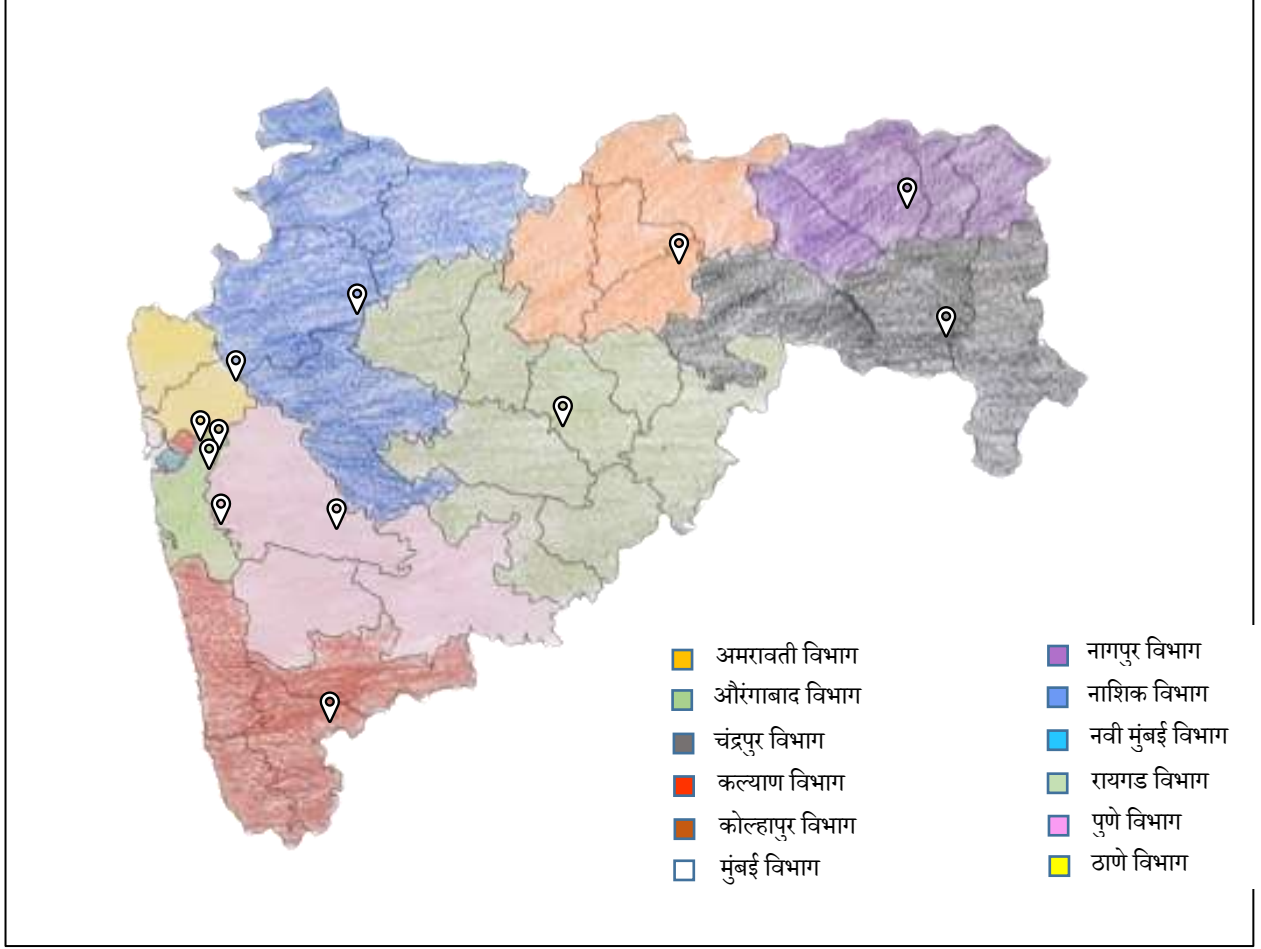 अमरावती विभाग
औरंगाबाद विभाग
चंद्रपुर विभाग
कल्याण विभाग
कोल्हापुर विभाग
मुंबई विभाग
नागपुर विभाग
नाशिक विभाग
नवी मुंबई विभाग
रायगड विभाग
पुणे विभाग
ठाणे विभाग